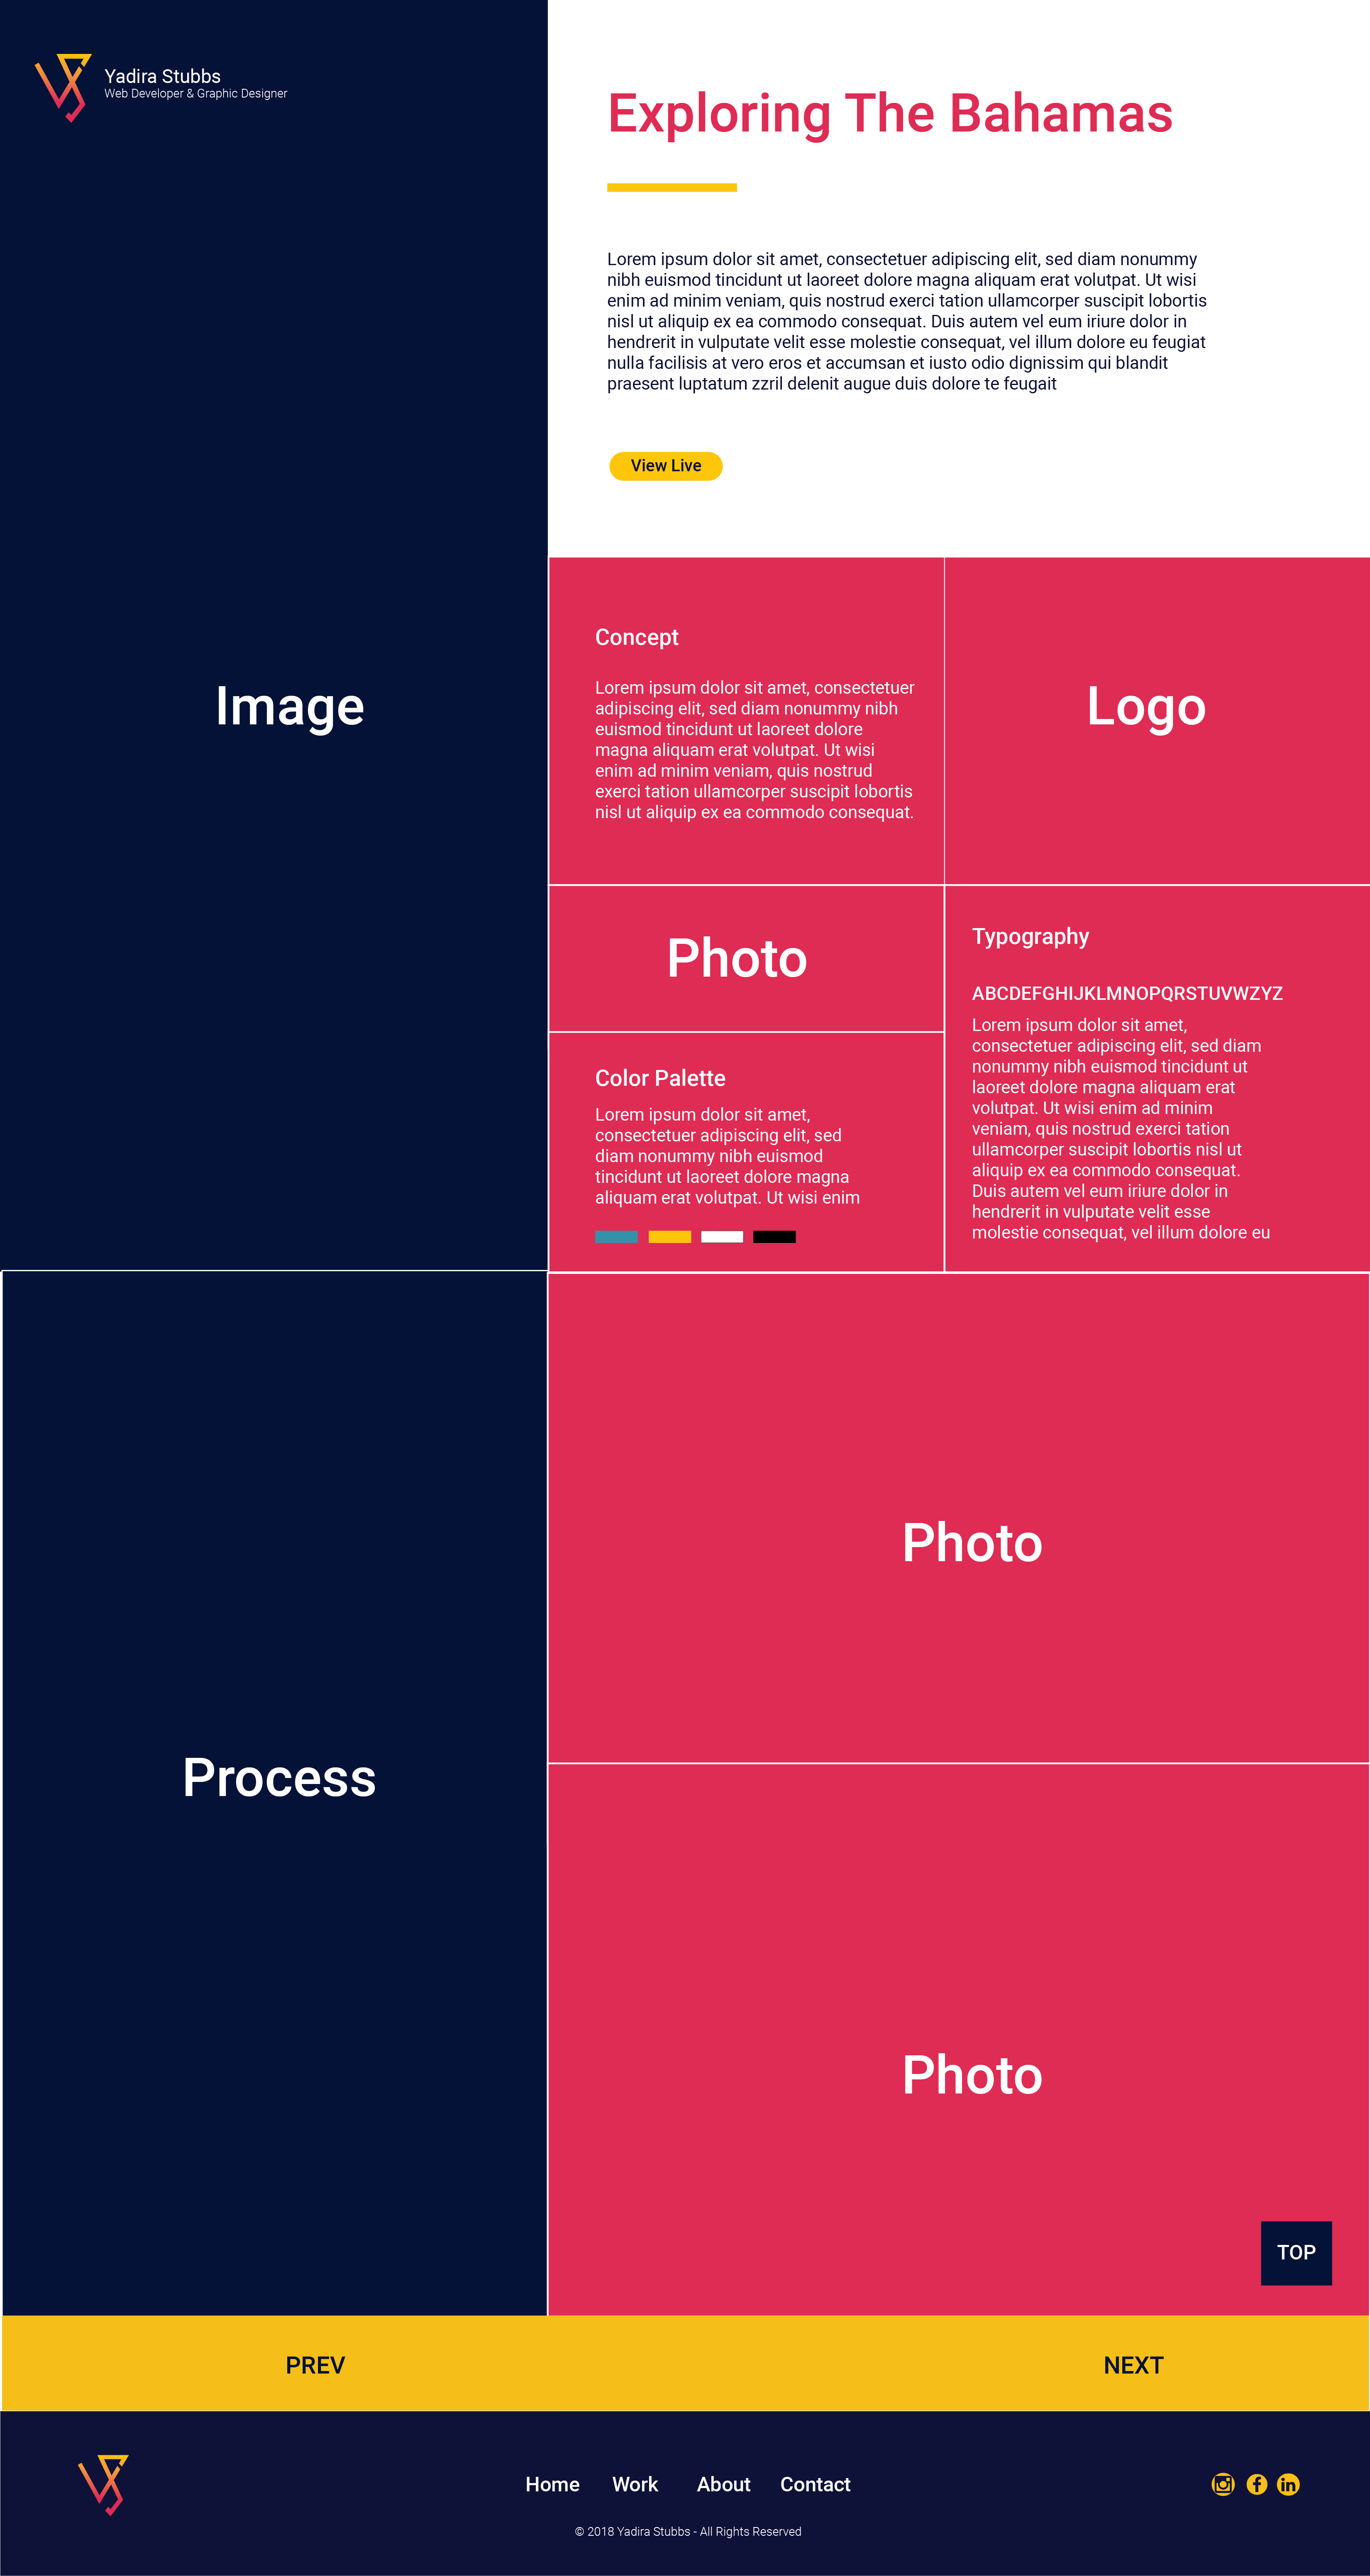 Yadira Stubbs
Web Developer & Graphic Designer
Exploring The Bahamas
Lorem ipsum dolor sit amet, consectetuer adipiscing elit, sed diam nonummy
nibh euismod tincidunt ut laoreet dolore magna aliquam erat volutpat. Ut wisi
enim ad minim veniam, quis nostrud exerci tation ullamcorper suscipit lobortis
nisl ut aliquip ex ea commodo consequat. Duis autem vel eum iriure dolor in
hendrerit in vulputate velit esse molestie consequat, vel illum dolore eu feugiat
nulla facilisis at vero eros et accumsan et iusto odio dignissim qui blandit
praesent luptatum zzril delenit augue duis dolore te feugait
View Live
Image
Concept
Lorem ipsum dolor sit amet, consectetuer
adipiscing elit, sed diam nonummy nibh
euismod tincidunt ut laoreet dolore
magna aliquam erat volutpat. Ut wisi
enim ad minim veniam, quis nostrud
exerci tation ullamcorper suscipit lobortis
nisl ut aliquip ex ea commodo consequat.
Logo
Photo
Color Palette
Lorem ipsum dolor sit amet,
consectetuer adipiscing elit, sed
diam nonummy nibh euismod
tincidunt ut laoreet dolore magna
aliquam erat volutpat. Ut wisi enim
Typography
ABCDEFGHIJKLMNOPQRSTUVWZYZ
Lorem ipsum dolor sit amet,
consectetuer adipiscing elit, sed diam
nonummy nibh euismod tincidunt ut
laoreet dolore magna aliquam erat
volutpat. Ut wisi enim ad minim
veniam, quis nostrud exerci tation
ullamcorper suscipit lobortis nisl ut
aliquip ex ea commodo consequat.
Duis autem vel eum iriure dolor in
hendrerit in vulputate velit esse
molestie consequat, vel illum dolore eu
Process
Photo
Photo
TOP
PREV
NEXT
Home Work About Contact
© 2018 Yadira Stubbs - All Rights Reserved